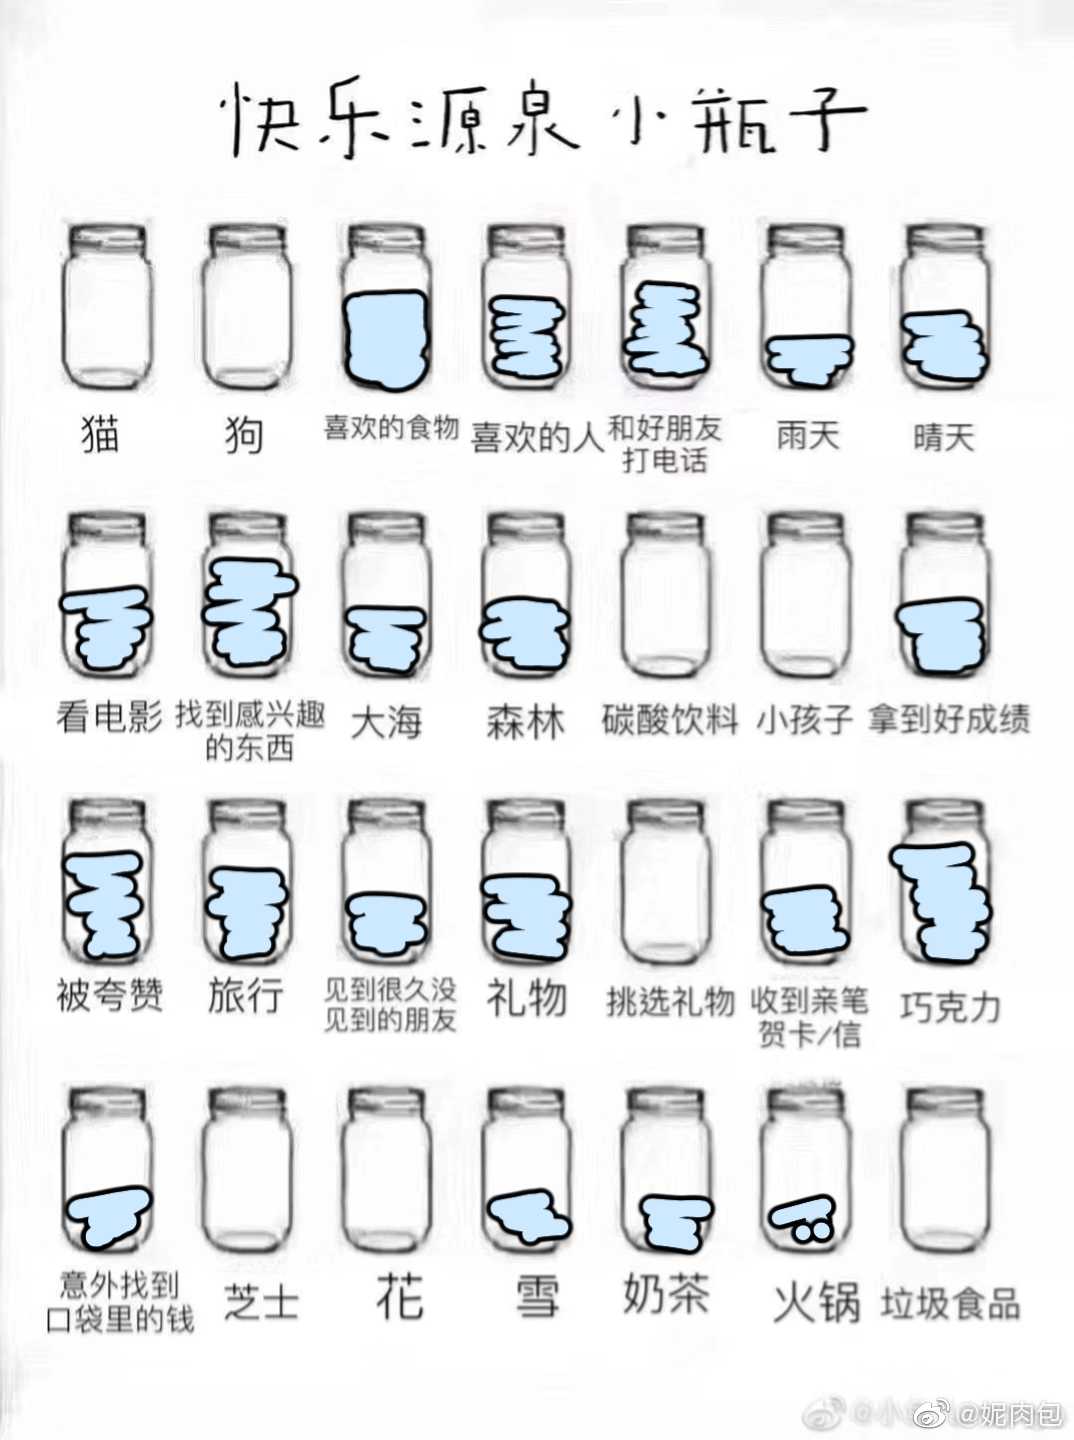 快乐源泉小瓶子
猫 狗 喜欢的食物 喜欢的人 和好朋友 雨天 晴天
打电话
看电影 找到感兴趣 大海 森林 碳酸饮料 小孩子 拿到好成绩
的东西
被夸赞 旅行 见到很久没 礼物 挑选礼物 收到亲笔 巧克力
见到的朋友 贺卡/信
意外找到 芝士 花 雪 奶茶 火锅 垃圾食品
口袋里的钱
@小
@妮肉包